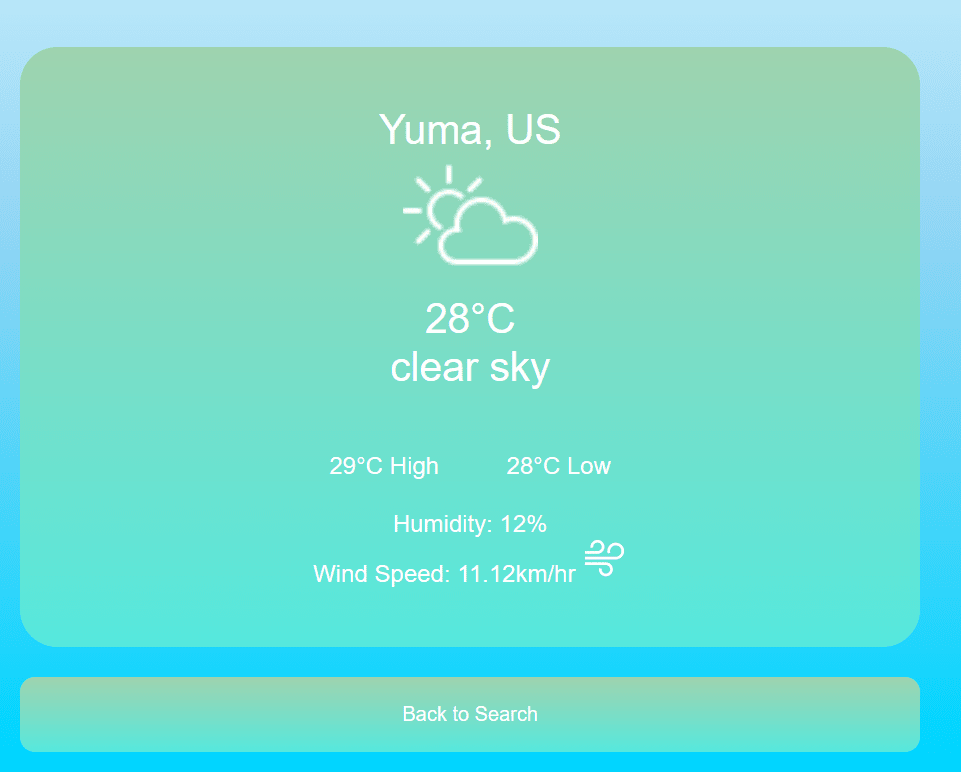 Yuma, US
28°C
clear sky
29°C High 28°C Low
Humidity: 12%
Wind Speed: 11.12km/hr
Back to Search